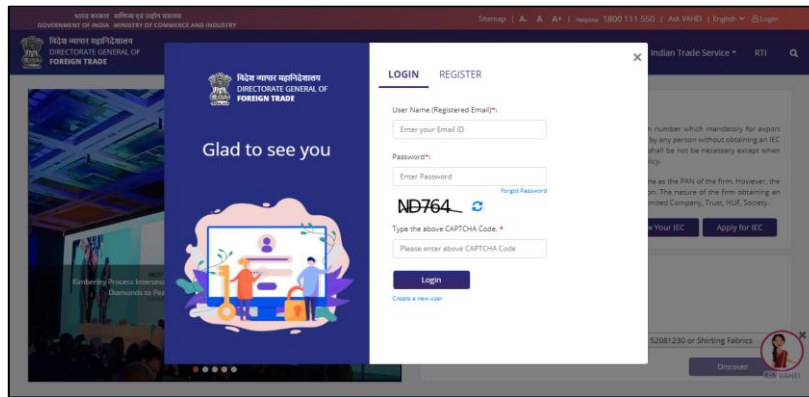 भारत सरकार वाणिज्य एवं उद्योग मंत्रालय
GOVERNMENT OF INDIA MINISTRY OF COMMERCE AND INDUSTRY
Sitemap | A- A A+ | Helpline 1800 111 550 | Ask VAHEI | English Login
विदेश व्यापार महानिदेशालय
DIRECTORATE GENERAL OF
FOREIGN TRADE
Indian Trade Service RTI
विदेश व्यापार महानिदेशालय
DIRECTORATE GENERAL OF
FOREIGN TRADE
Glad to see you
LOGIN REGISTER
User Name (Registered Email)*:
Enter your Email ID
Password*:
Enter Password
Forgot Password
ND764
Type the above CAPTCHA Code. *
Please enter above CAPTCHA Code
Login
Create a new user
number which mandatory for export
by any person without obtaining an IEC
shall be not be necessary except when
me as the PAN of the firm. However, the
on. The nature of the firm obtaining an
Company, Trust, HUF, Society.
Your IEC Apply for IEC
Kimberley Process Interses
Diamonds to Pea
52081230 or Shirting Fabrics
Discover
ASK VAHEI